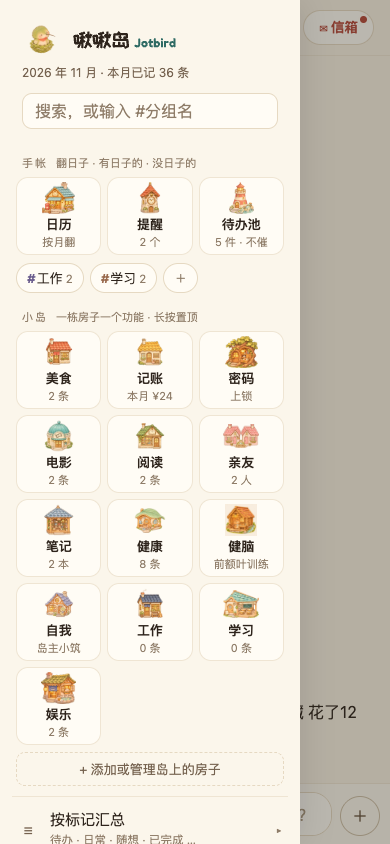 啾啾岛 Jotbird
信箱
2026 年 11 月 · 本月已记 36 条
搜索，或输入 #分组名
手帐 翻日子 · 有日子的 · 没日子的
日历 提醒 待办池
按月翻 2 个 5 件 · 不催
#工作 2 #学习 2 +
小岛 一栋房子一个功能 · 长按置顶
美食 记账 密码
2 条 本月 ¥24 上锁
电影 阅读 亲友
2 条 2 条 2 人
笔记 健康 健脑
2 本 8 条 前额叶训练
自我 工作 学习
岛主小筑 0 条 0 条
娱乐
2 条
花了12
+ 添加或管理岛上的房子
按标记汇总
待办 · 日常 · 随想 · 已完成 ...
?
+